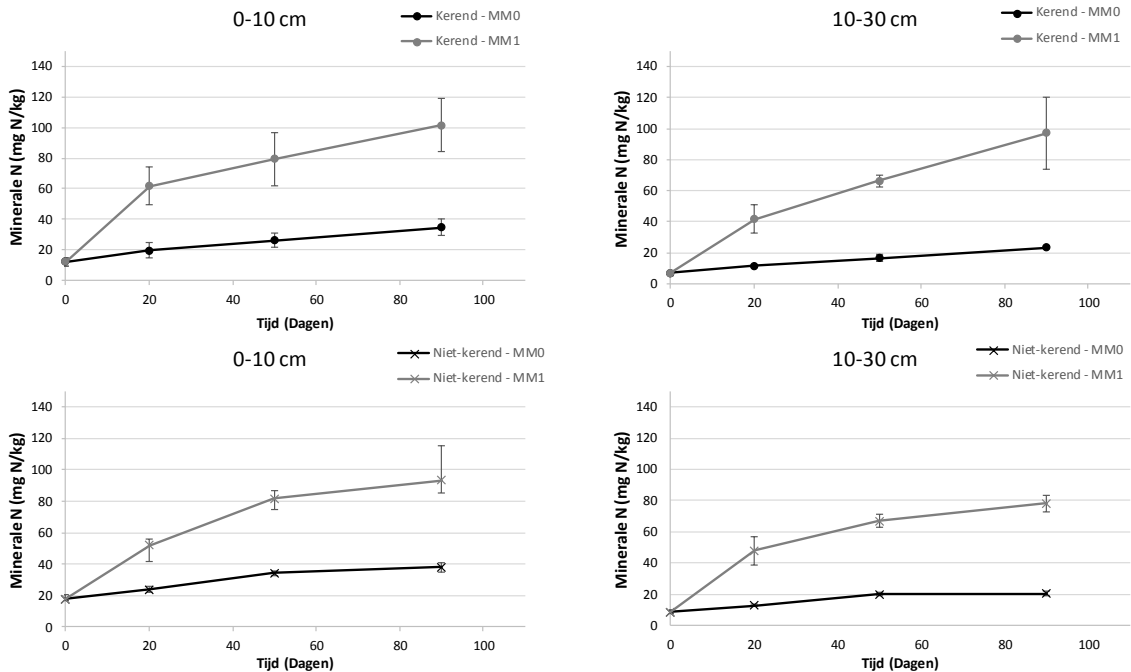 0-10 cm
Kerend - MM0
Kerend - MM1
Minerale N (mg N/kg)
140
120
100
80
60
40
20
0
0 20 40 60 80 100
Tijd (Dagen)
10-30 cm
Kerend - MM0
Kerend - MM1
Minerale N (mg N/kg)
140
120
100
80
60
40
20
0
0 20 40 60 80 100
Tijd (Dagen)
0-10 cm
Niet-kerend - MM0
Niet-kerend - MM1
Minerale N (mg N/kg)
140
120
100
80
60
40
20
0
0 20 40 60 80 100
Tijd (Dagen)
10-30 cm
Niet-kerend - MM0
Niet-kerend - MM1
Minerale N (mg N/kg)
140
120
100
80
60
40
20
0
0 20 40 60 80 100
Tijd (Dagen)